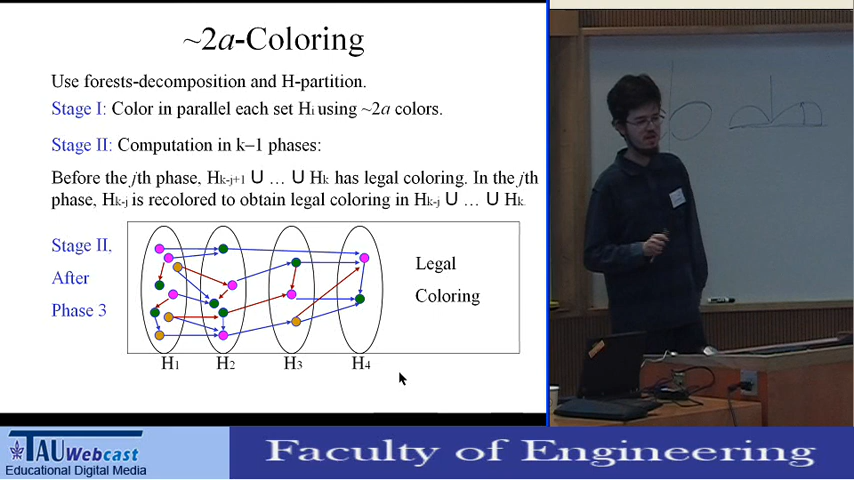 ~2a-Coloring
Use forests-decomposition and H-partition.
Stage I: Color in parallel each set Hi using ~2a colors.
Stage II: Computation in k–1 phases:
Before the jth phase, Hk-j+1 U … U Hk has legal coloring. In the jth
phase, Hk-j is recolored to obtain legal coloring in Hk-j U … U Hk.
Stage II,
After
Phase 3
Legal
Coloring
H1 H2 H3 H4
TAU Webcast
Educational Digital Media
Faculty of Engineering